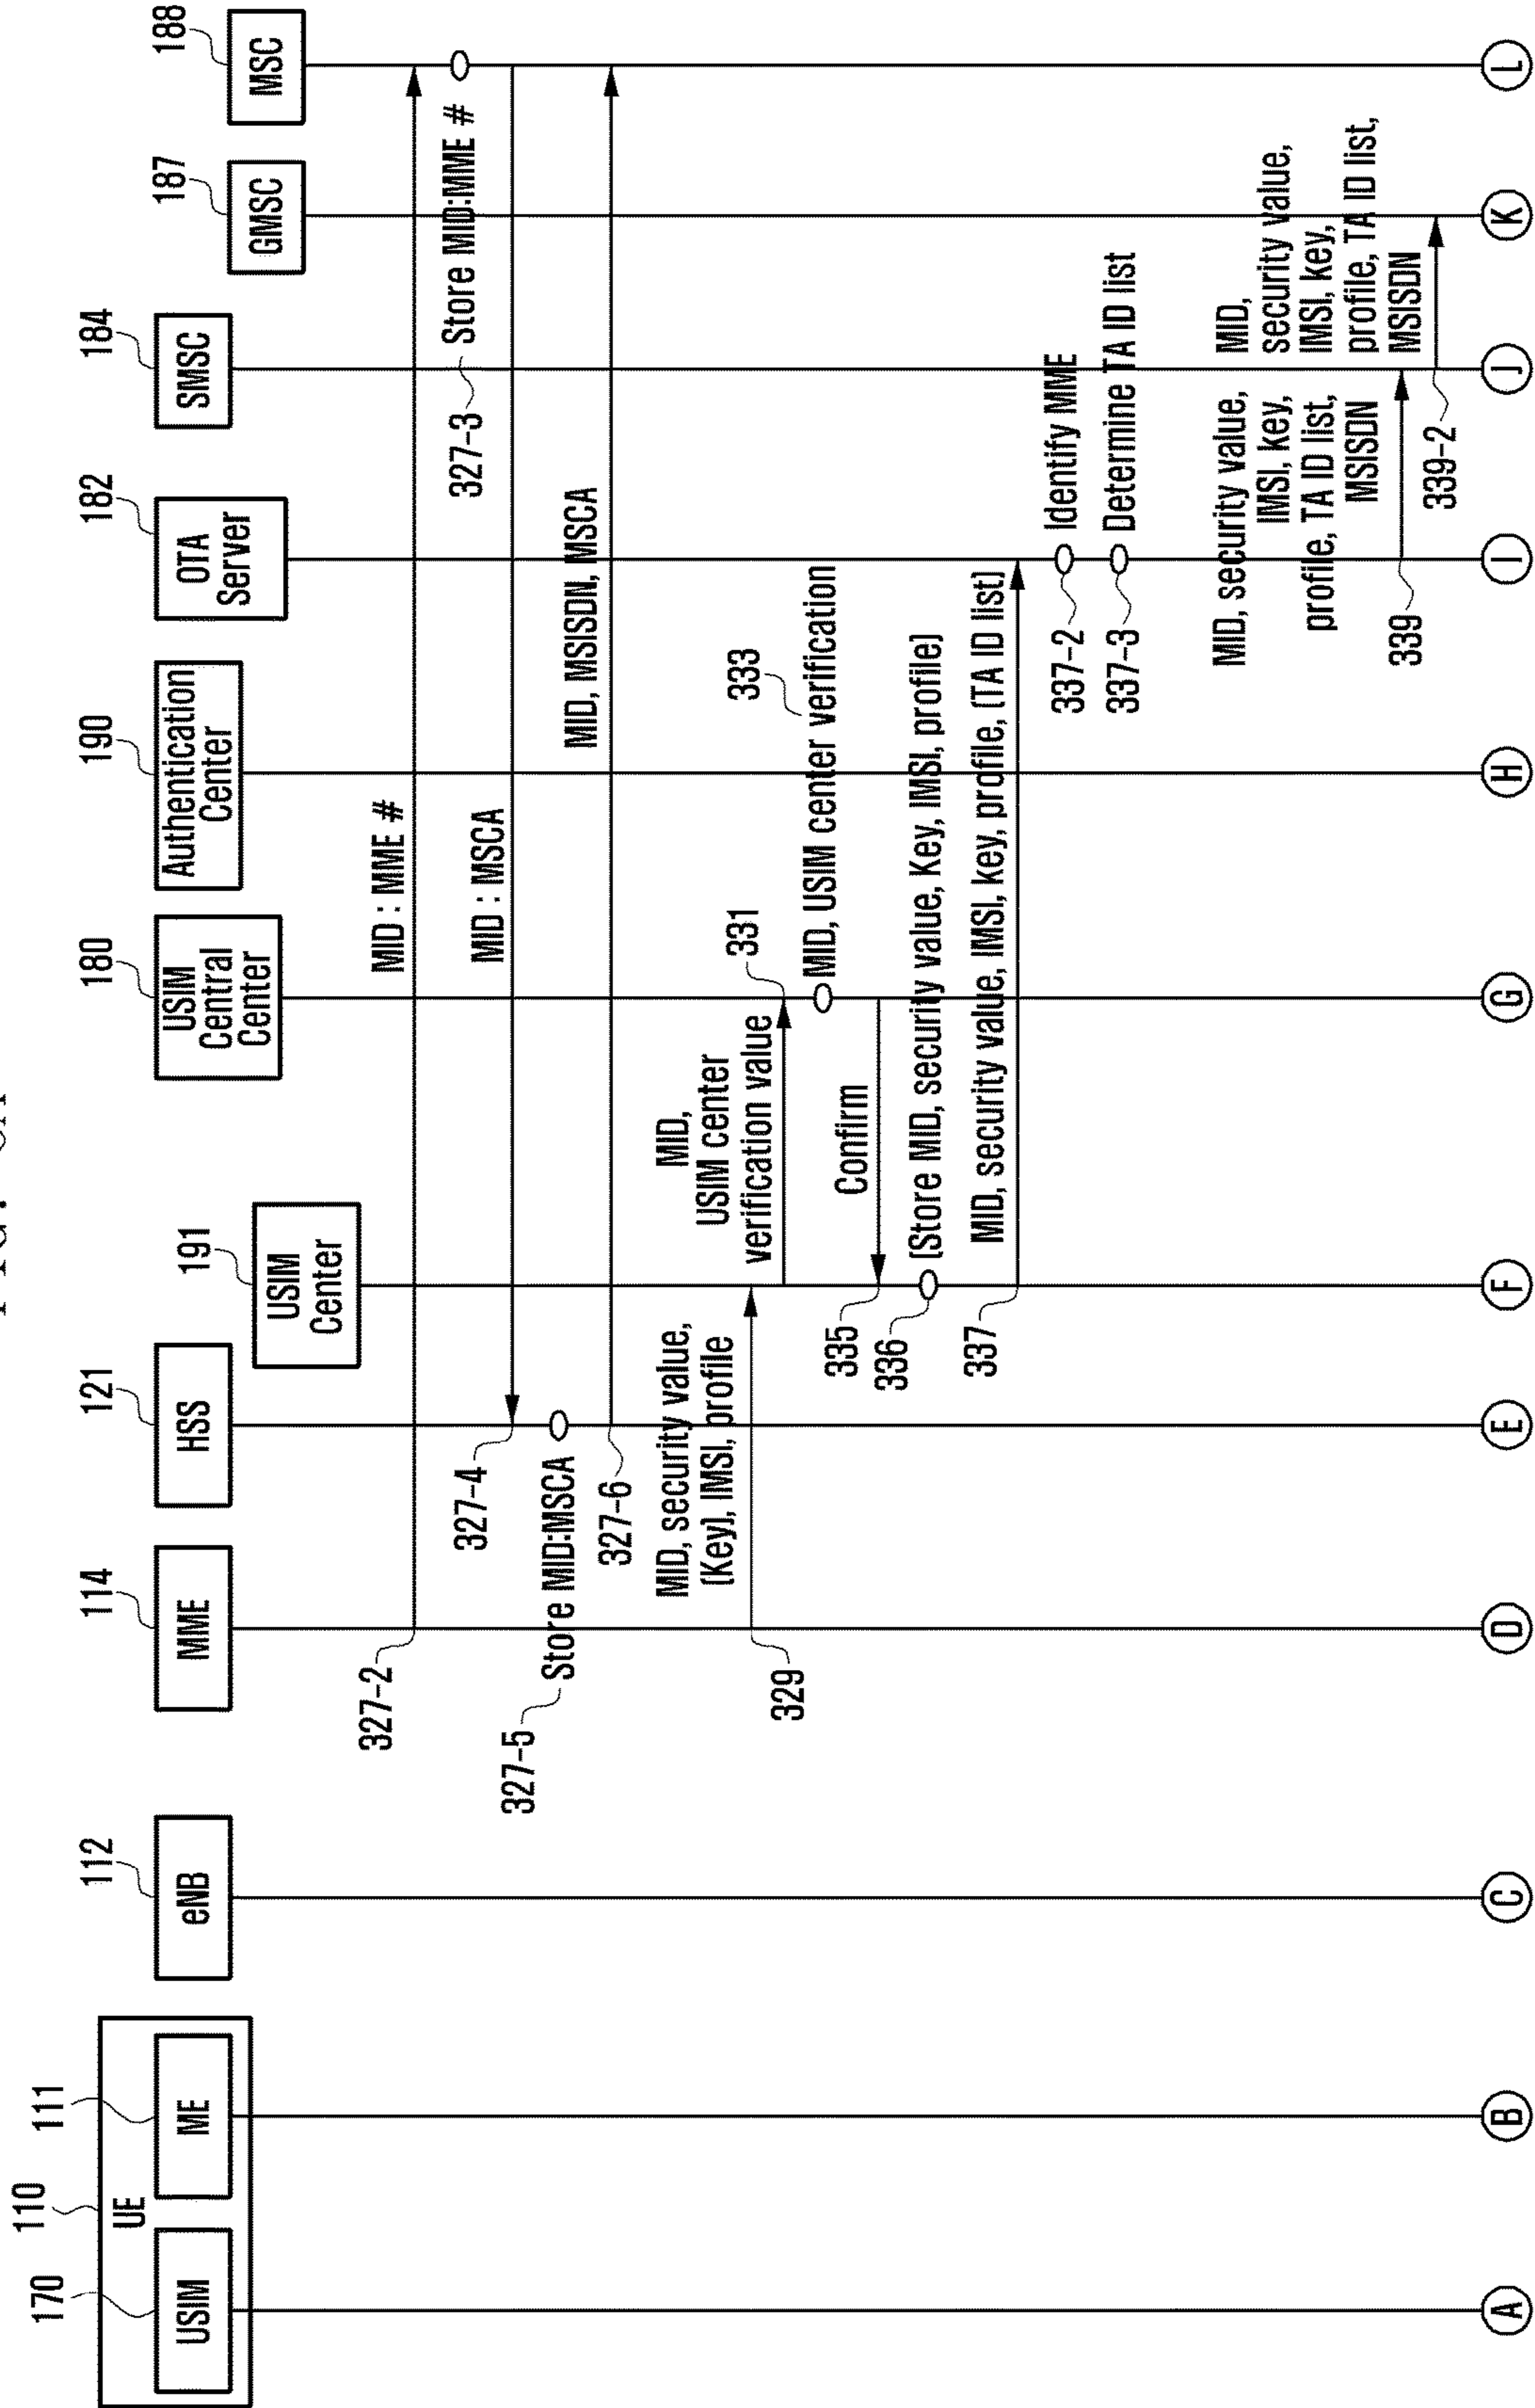 110
UE
170
USIM
111
ME
112
eNB
114
MME
121
HSS
191
USIM
Center
180
USIM
Central
Center
190
Authentication
Center
182
OTA
Server
184
SMSC
187
GMSC
188
MSC
327-2
MID : MME #
327-3
Store MID:MME #
327-4
MID : MSCA
327-5
Store MID:MSCA
327-6
MID, MSISDN, MSCA
329
MID, security value,
(Key), IMSI, profile
MID,
USIM center
verification value
331
MID, USIM center verification
333
Confirm
335
336
(Store MID, security value, Key, IMSI, profile)
337
MID, security value, IMSI, key, profile, (TA ID list)
337-2
Identify MME
337-3
Determine TA ID list
MID, security value,
IMSI, key,
profile, TA ID list,
MSISDN
339
MID,
security value,
IMSI, key,
profile, TA ID list,
MSISDN
339-2
A
B
C
D
E
F
G
H
I
J
K
L